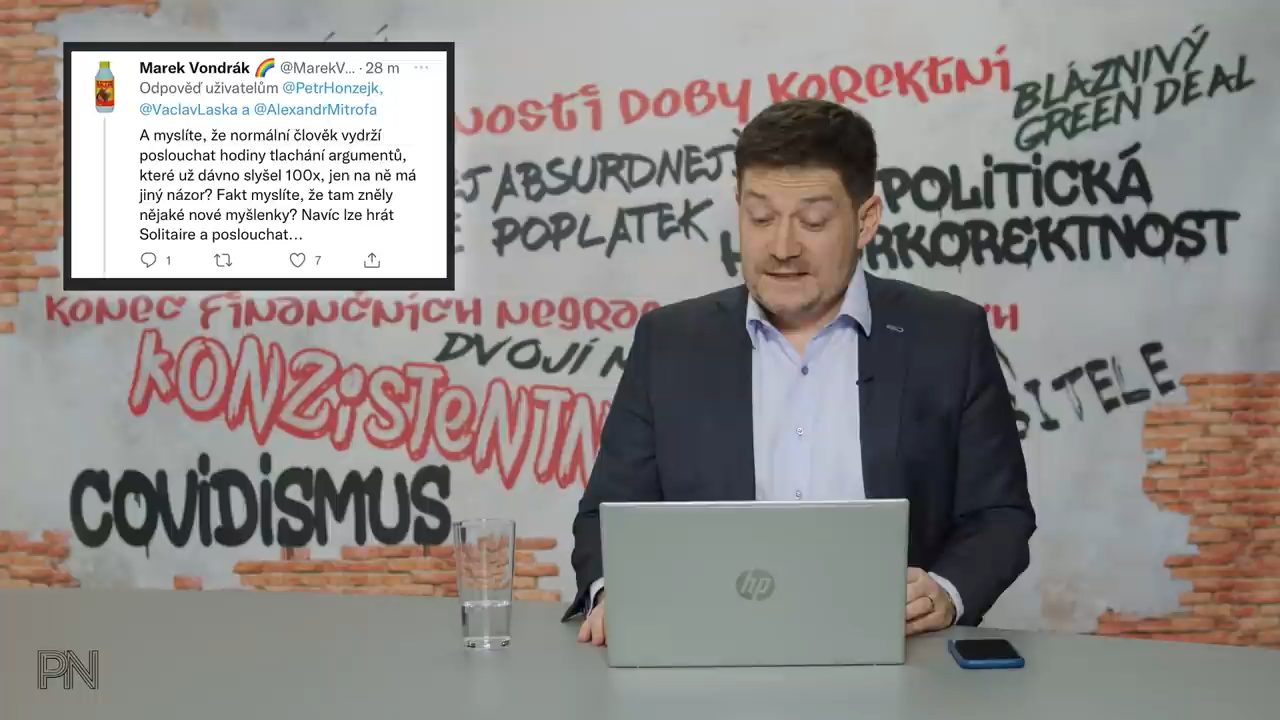 Marek Vondrák 🌈 @MarekV... · 28 m
Odpověď uživatelům @PetrHonzejk,
@VaclavLaska a @AlexandrMitrofa
A myslíte, že normální člověk vydrží
poslouchat hodiny tlachání argumentů,
které už dávno slyšel 100x, jen na ně má
jiný názor? Fakt myslíte, že tam zněly
nějaké nové myšlenky? Navíc lze hrát
Solitaire a poslouchat...
1 7
DOBY KOREKTNÍ
BLÁZNIVÝ
GREEN DEAL
ABSURDNEJ
POPLATEK
POLITICKÁ
KONEC FINANČNÍCH
DVOJÍ
KONZISTENTN
COVIDISMUS
hp
PN